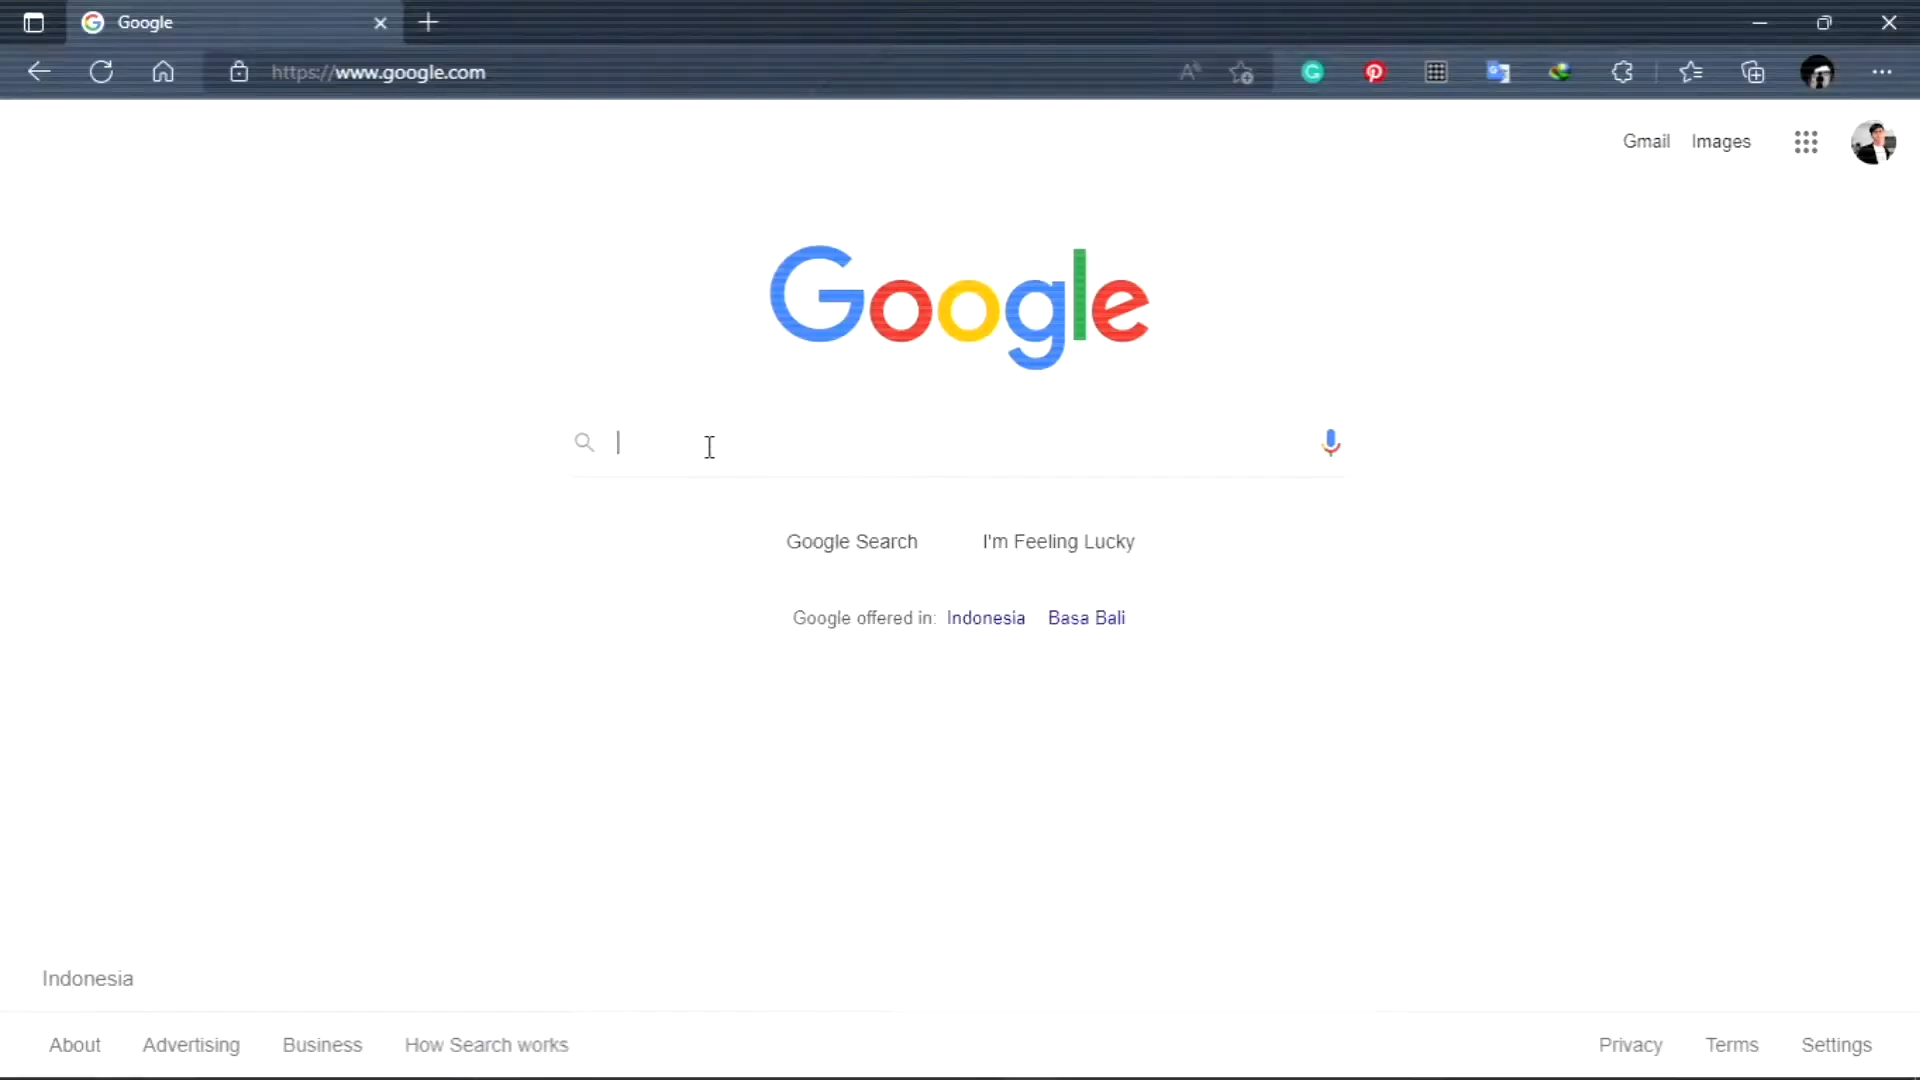 Google
https://www.google.com
Gmail Images
Google
Google Search I'm Feeling Lucky
Google offered in: Indonesia Basa Bali
Indonesia
About Advertising Business How Search works Privacy Terms Settings